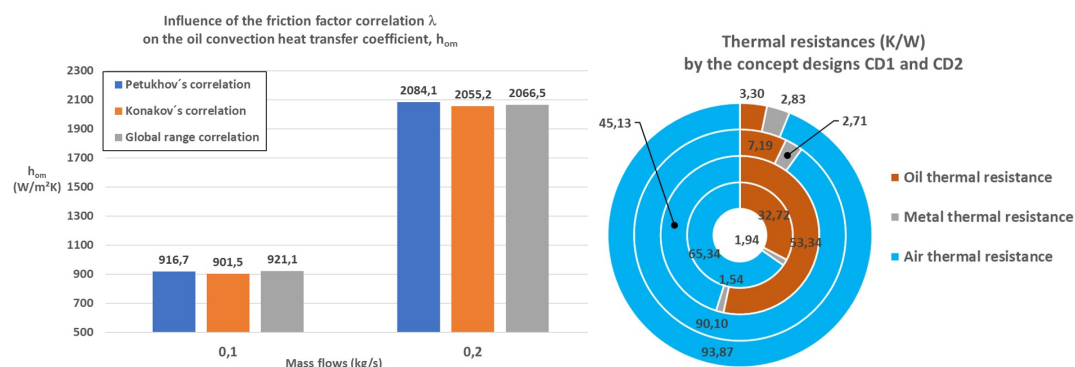 Influence of the friction factor correlation λ
on the oil convection heat transfer coefficient, hom
2300
2100
1900
1700
1500
1300
1100
900
700
500
hom
(W/m²K)
Petukhov´s correlation
Konakov´s correlation
Global range correlation
916,7
901,5
921,1
2084,1
2055,2
2066,5
0,1
0,2
Mass flows (kg/s)
Thermal resistances (K/W)
by the concept designs CD1 and CD2
3,30
2,83
45,13
2,71
7,19
32,72
1,94
53,34
65,34
1,54
90,10
93,87
Oil thermal resistance
Metal thermal resistance
Air thermal resistance